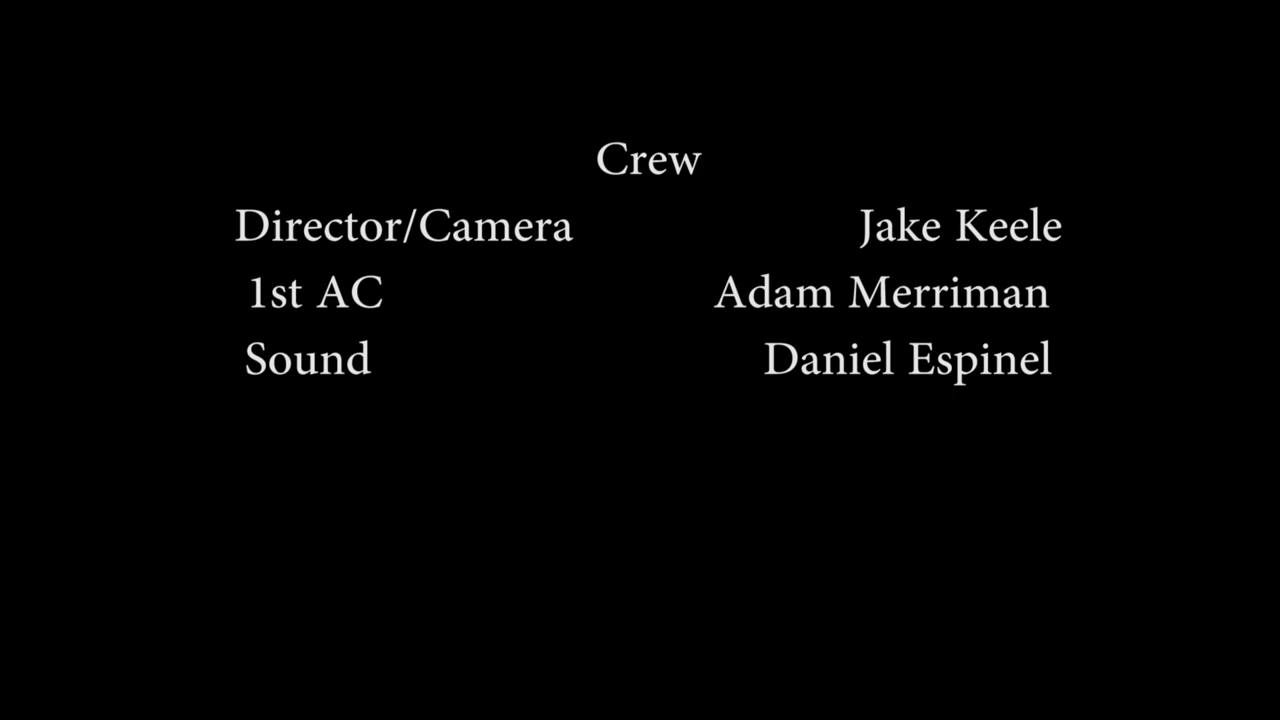 Crew
Director/Camera Jake Keele
1st AC Adam Merriman
Sound Daniel Espinel